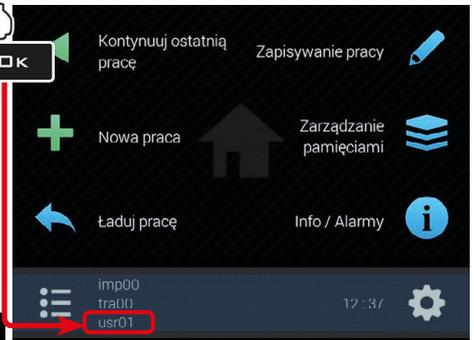 Kontynuuj ostatnią
pracę
Zapisywanie pracy
OK
Nowa praca
Zarządzanie
pamięciami
Ładuj pracę
Info / Alarmy
imp00
tra00
12:37
usr01